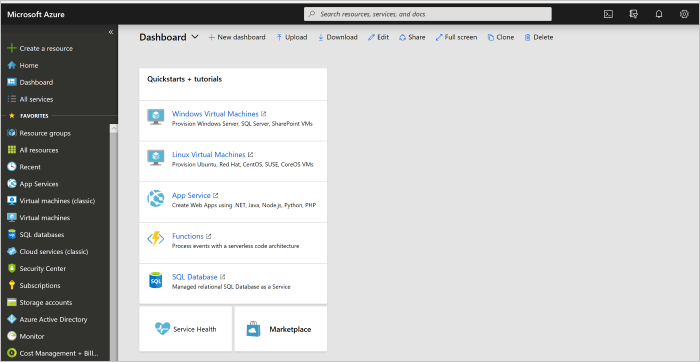 Microsoft Azure
Search resources, services, and docs
«
Create a resource
Home
Dashboard
All services
FAVORITES
Resource groups
All resources
Recent
App Services
Virtual machines (classic)
Virtual machines
SQL databases
Cloud services (classic)
Security Center
Subscriptions
Storage accounts
Azure Active Directory
Monitor
Cost Management + Bill...
Dashboard New dashboard Upload Download Edit Share Full screen Clone Delete
Quickstarts + tutorials
Windows Virtual Machines
Provision Windows Server, SQL Server, SharePoint VMs
Linux Virtual Machines
Provision Ubuntu, Red Hat, CentOS, SUSE, CoreOS VMs
App Service
Create Web Apps using .NET, Java, Node.js, Python, PHP
Functions
Process events with a serverless code architecture
SQL
SQL Database
Managed relational SQL Database as a Service
Service Health
Marketplace